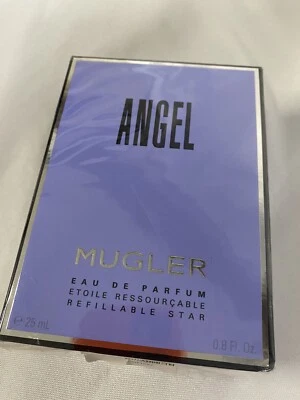 ANGEL
MUGLER
EAU DE PARFUM
ETOILE RESSOURÇABLE
REFILLABLE STAR
℮ 25 mL 0.8 Fl. Oz.